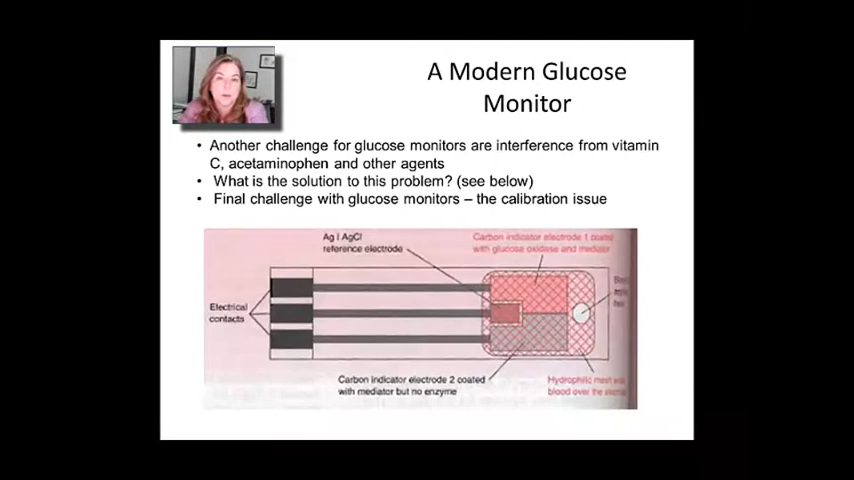 A Modern Glucose
Monitor
• Another challenge for glucose monitors are interference from vitamin
C, acetaminophen and other agents
• What is the solution to this problem? (see below)
• Final challenge with glucose monitors – the calibration issue
Ag | AgCl
reference electrode
Carbon indicator electrode 1 coated
with glucose oxidase and mediator
Electrical
contacts
Carbon indicator electrode 2 coated
with mediator but no enzyme
Hydrophilic
blood over the